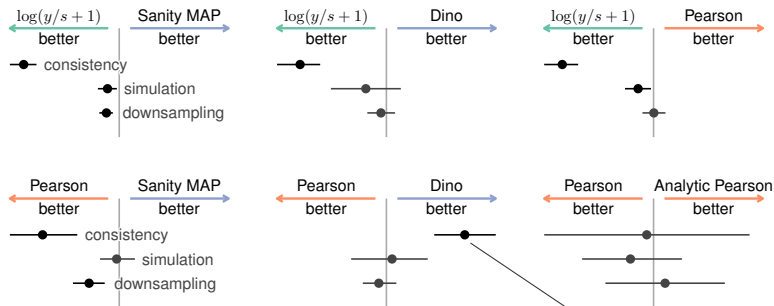 log(y/s + 1) Sanity MAP log(y/s + 1) Dino log(y/s + 1) Pearson
better better better better better better
consistency
simulation
downsampling
Pearson Sanity MAP Pearson Dino Pearson Analytic Pearson
better better better better better better
consistency
simulation
downsampling